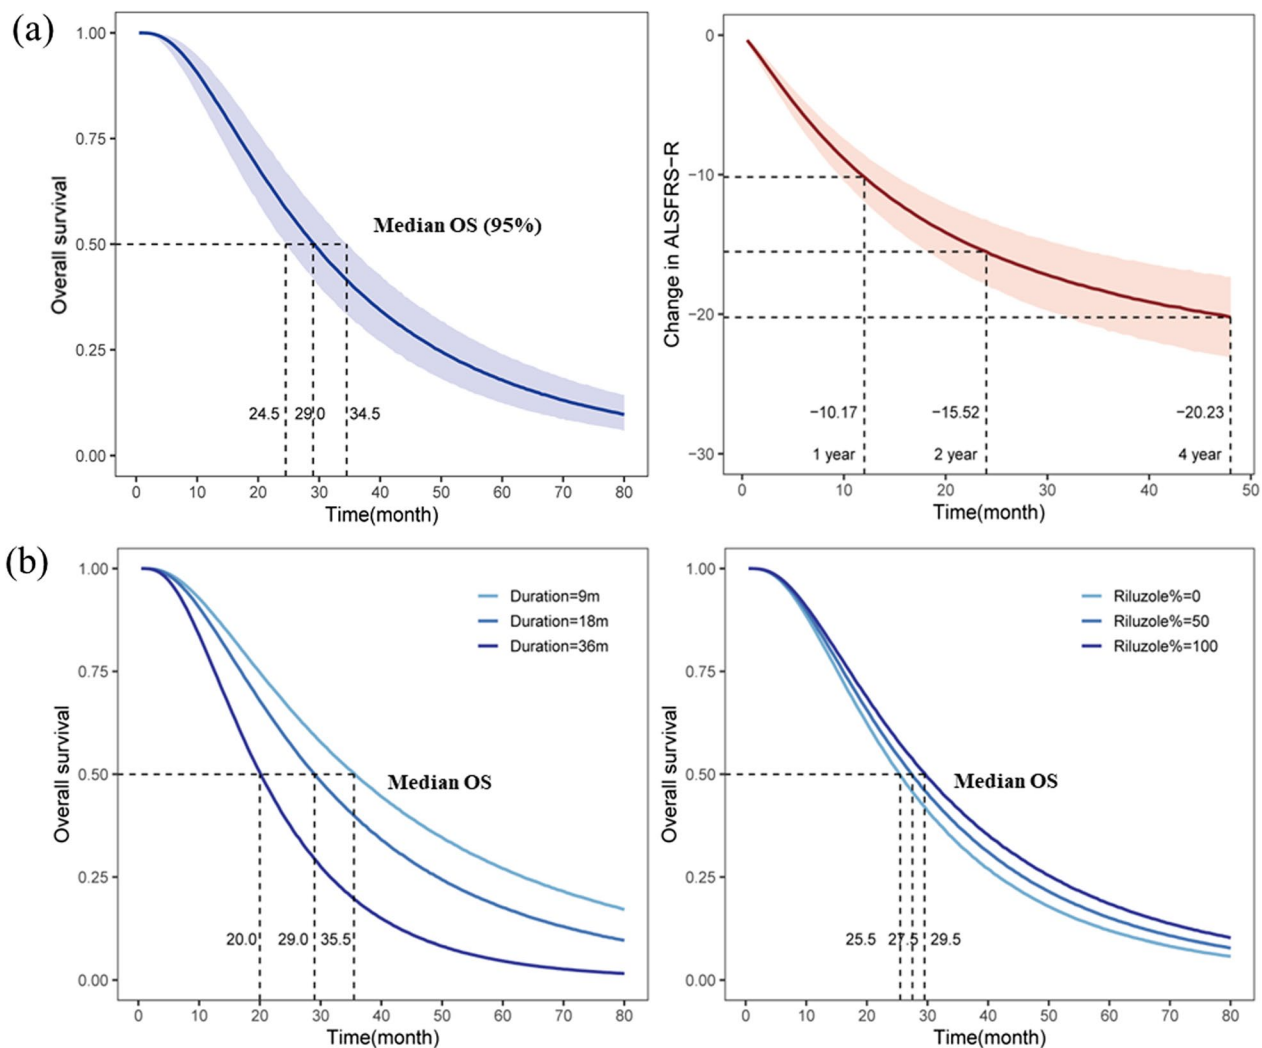 (a)
1.00
0.75
0.50
0.25
0.00
Overall survival
Median OS (95%)
24.5 29.0 34.5
0 10 20 30 40 50 60 70 80
Time(month)
0
−10
−20
−30
Change in ALSFRS−R
−10.17 −15.52 −20.23
1 year 2 year 4 year
0 10 20 30 40 50
Time(month)
(b)
1.00
0.75
0.50
0.25
0.00
Overall survival
Duration=9m
Duration=18m
Duration=36m
Median OS
20.0 29.0 35.5
0 10 20 30 40 50 60 70 80
Time(month)
1.00
0.75
0.50
0.25
0.00
Overall survival
Riluzole%=0
Riluzole%=50
Riluzole%=100
Median OS
25.5 27.5 29.5
0 10 20 30 40 50 60 70 80
Time(month)